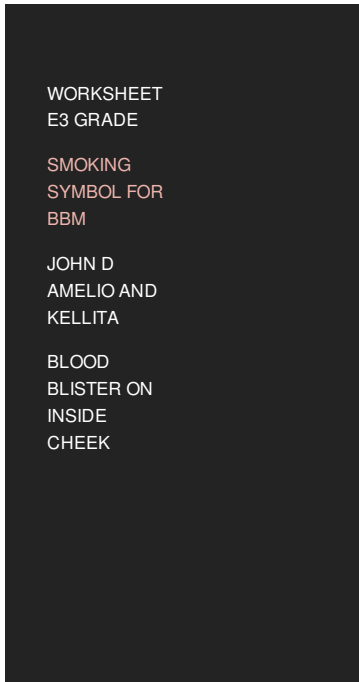 WORKSHEET
E3 GRADE
SMOKING
SYMBOL FOR
BBM
JOHN D
AMELIO AND
KELLITA
BLOOD
BLISTER ON
INSIDE
CHEEK